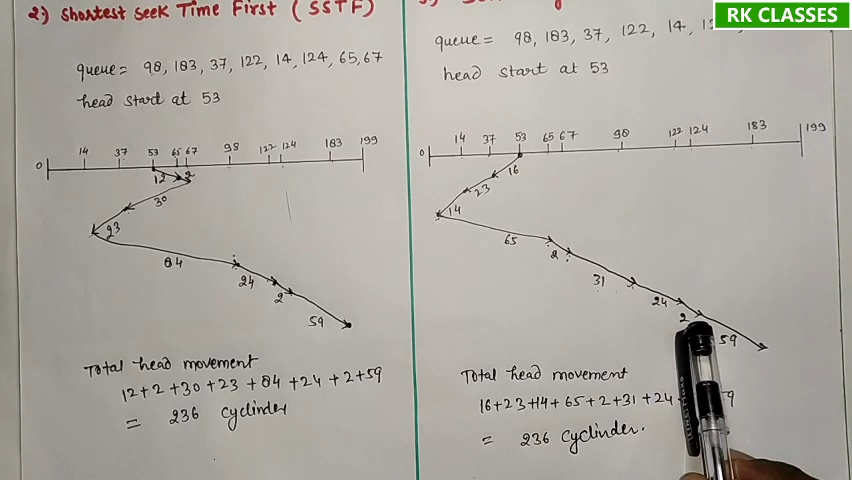 RK CLASSES
2) Shortest Seek Time First (SSTF)
queue = 98, 183, 37, 122, 14, 124, 65, 67
head start at 53
0 14 37 53 65 67 98 122 124 183 199
12 2
30
23
84
24
2
59
Total head movement
12+2+30+23+84+24+2+59
= 236 cyclinder
queue = 98, 183, 37, 122, 14,
head start at 53
0 14 37 53 65 67 98 122 124 183 199
16
23
14
65
2
31
24
2
59
Total head movement
16+23+14+65+2+31+24
= 236 cyclinder.